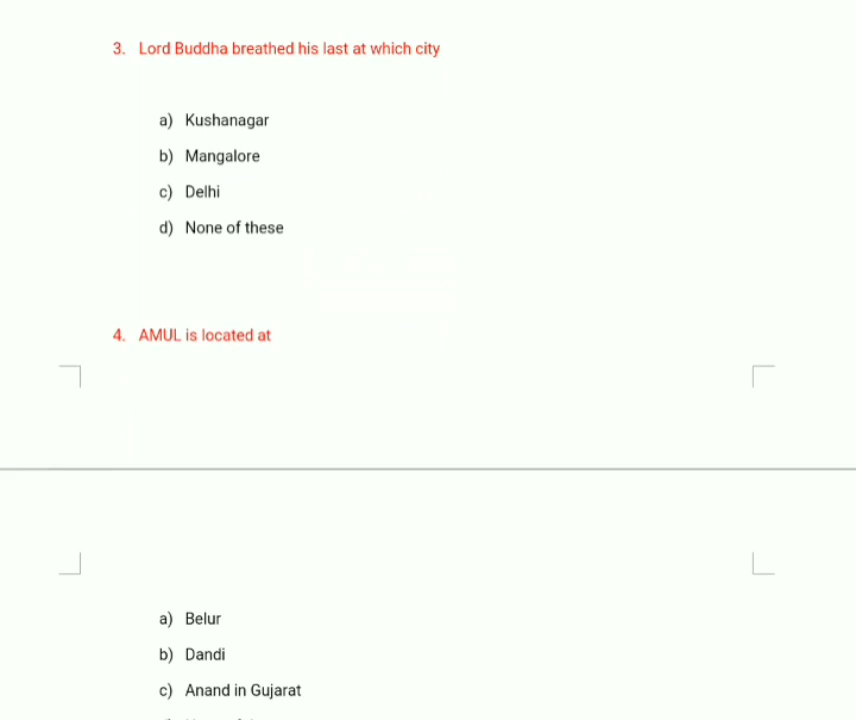 3. Lord Buddha breathed his last at which city
a) Kushanagar
b) Mangalore
c) Delhi
d) None of these
4. AMUL is located at
a) Belur
b) Dandi
c) Anand in Gujarat